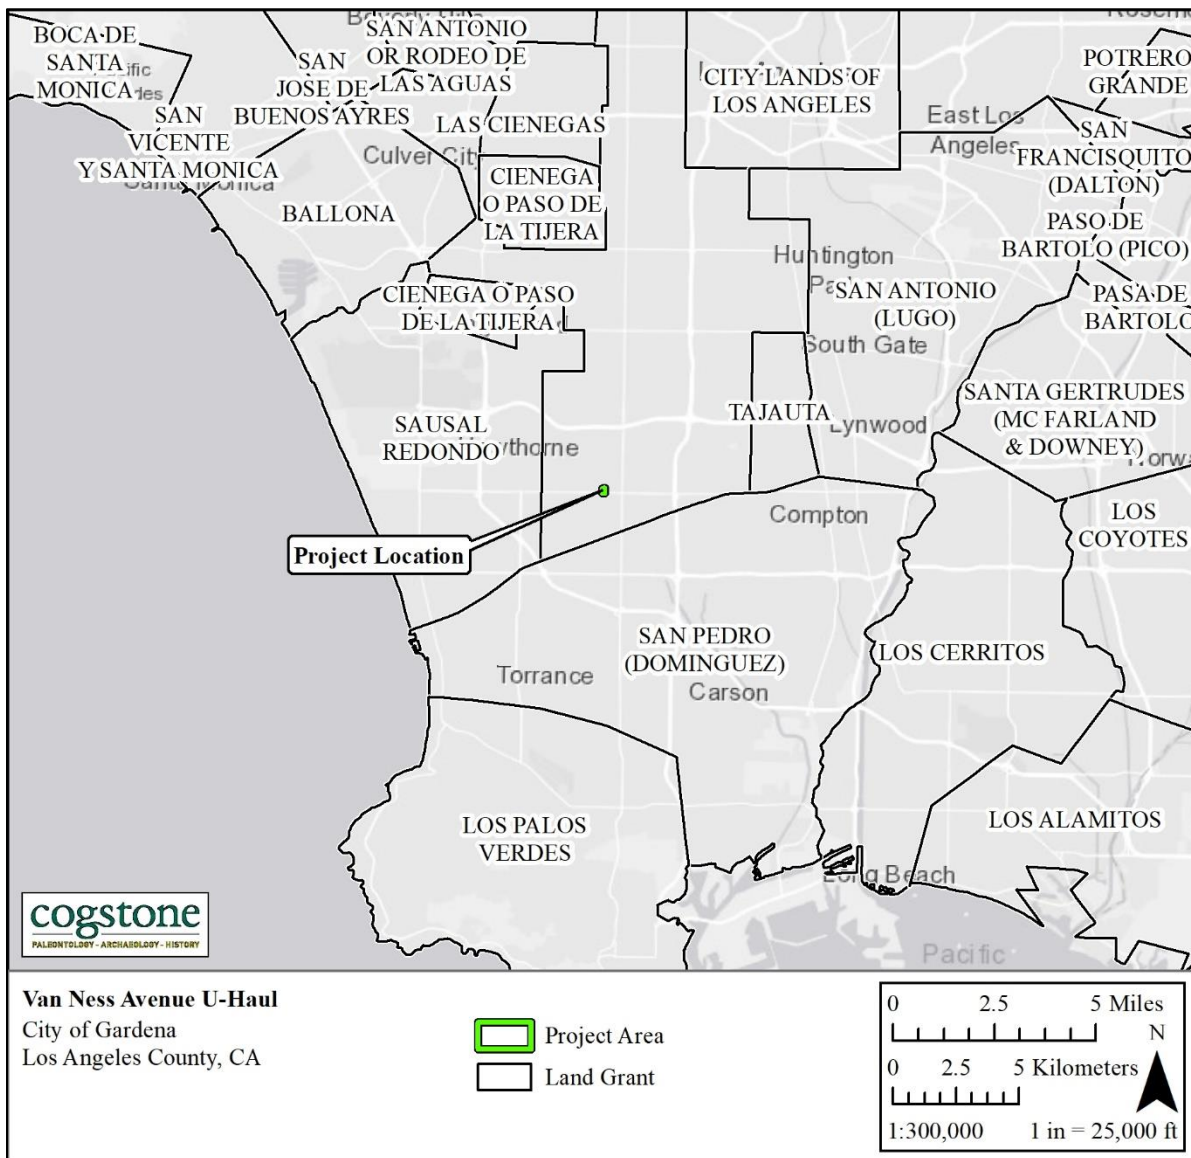 Beverly Hills
BOCA DE
SANTA
MONICA
Pacific
SAN
VICENTE
Y SANTA MONICA
Santa Monica
SAN
JOSE DE
BUENOS AYRES
SAN ANTONIO
OR RODEO DE
LAS AGUAS
LAS CIENEGAS
Culver City
CIENEGA
O PASO DE
LA TIJERA
BALLONA
CITY LANDS OF
LOS ANGELES
East Los
Angeles
POTRERO
GRANDE
SAN
FRANCISQUITO
(DALTON)
PASO DE
BARTOLO (PICO)
PASA DE
BARTOLO
Huntington
SAN ANTONIO
(LUGO)
South Gate
CIENEGA O PASO
DE LA TIJERA
SAUSAL
REDONDO
TAJAUTA
Lynwood
SANTA GERTRUDES
(MC FARLAND
& DOWNEY)
LOS
COYOTES
Compton
Project Location
SAN PEDRO
(DOMINGUEZ)
Torrance
Carson
LOS CERRITOS
LOS PALOS
VERDES
LOS ALAMITOS
Long Beach
Pacific
cogstone
PALEONTOLOGY - ARCHAEOLOGY - HISTORY
Van Ness Avenue U-Haul
City of Gardena
Los Angeles County, CA
Project Area
Land Grant
0 2.5 5 Miles
N
0 2.5 5 Kilometers
1:300,000 1 in = 25,000 ft